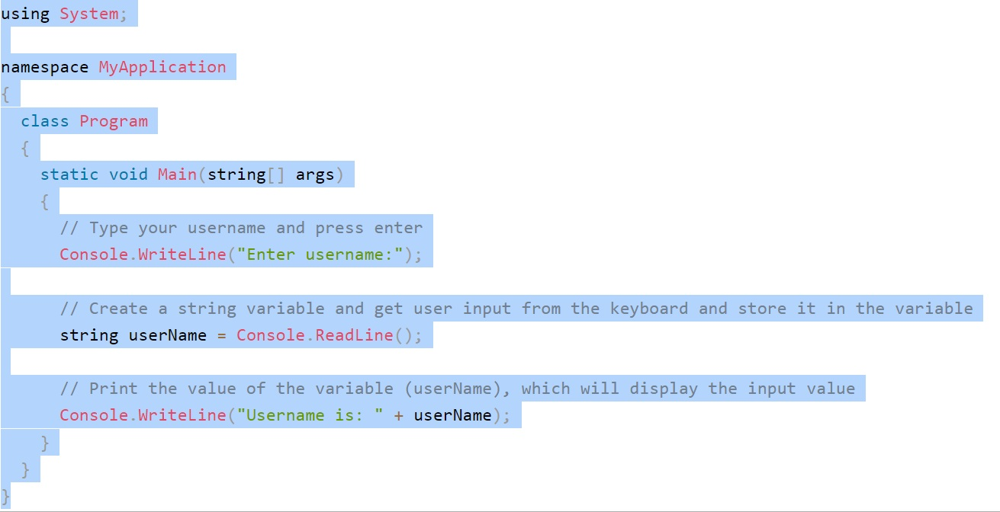 using System;
namespace MyApplication
{
  class Program
  {
    static void Main(string[] args)
    {
      // Type your username and press enter
      Console.WriteLine("Enter username:");
      // Create a string variable and get user input from the keyboard and store it in the variable
      string userName = Console.ReadLine();
      // Print the value of the variable (userName), which will display the input value
      Console.WriteLine("Username is: " + userName);
    }
  }
}